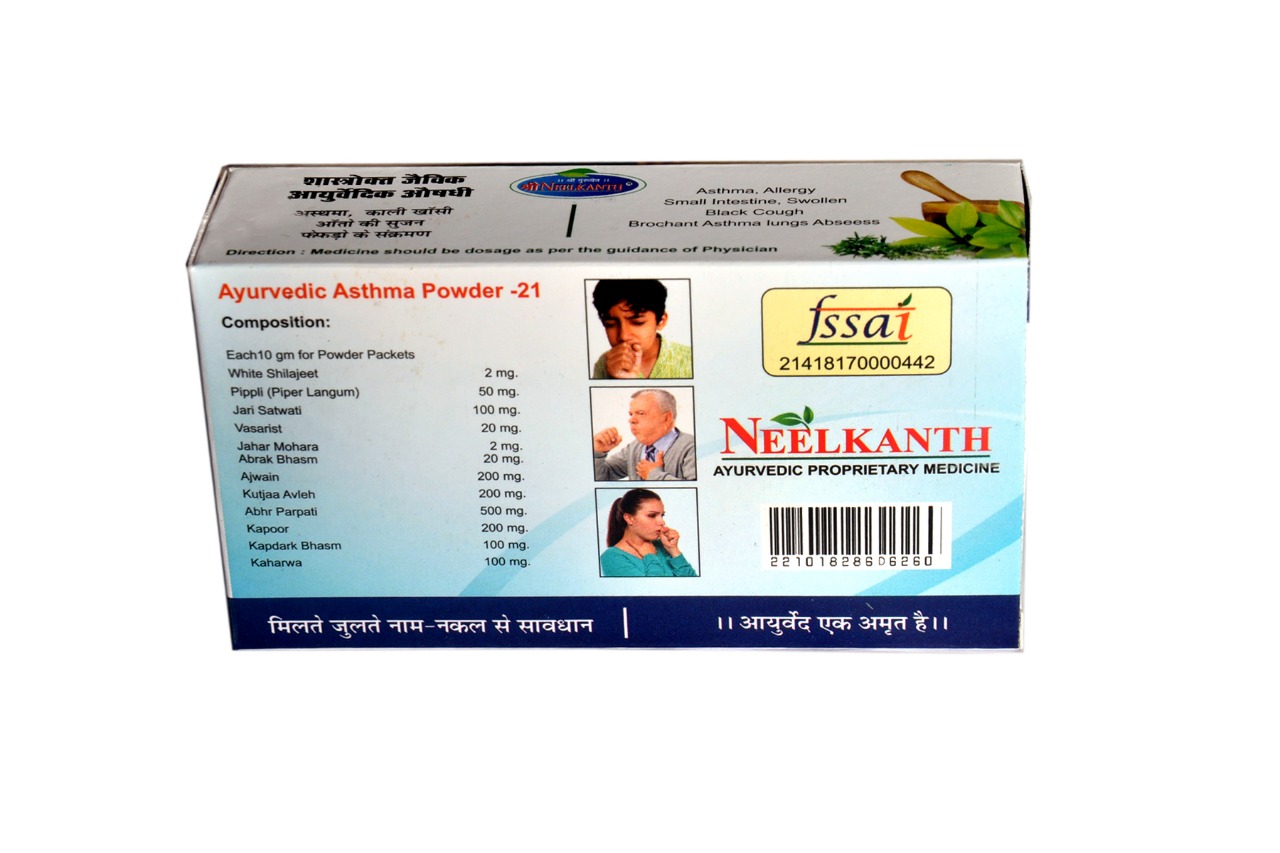 शास्त्रोक्त जैविक
आयुर्वेदिक औषधी
अस्थमा, काली खाँसी
आँतो की सुजन
फेफड़ो के संक्रमण
।। श्री गुरूदेव ।।
श्री NEELKANTH
Asthma, Allergy
Small Intestine, Swollen
Black Cough
Brochant Asthma lungs Abseess
Direction : Medicine should be dosage as per the guidance of Physician
Ayurvedic Asthma Powder -21
Composition:
Each10 gm for Powder Packets
White Shilajeet 2 mg.
Pippli (Piper Langum) 50 mg.
Jari Satwati 100 mg.
Vasarist 20 mg.
Jahar Mohara 2 mg.
Abrak Bhasm 20 mg.
Ajwain 200 mg.
Kutjaa Avleh 200 mg.
Abhr Parpati 500 mg.
Kapoor 200 mg.
Kapdark Bhasm 100 mg.
Kaharwa 100 mg.
fssai
21418170000442
NEELKANTH
AYURVEDIC PROPRIETARY MEDICINE
221018286D6260
मिलते जुलते नाम-नकल से सावधान
।। आयुर्वेद एक अमृत है।।